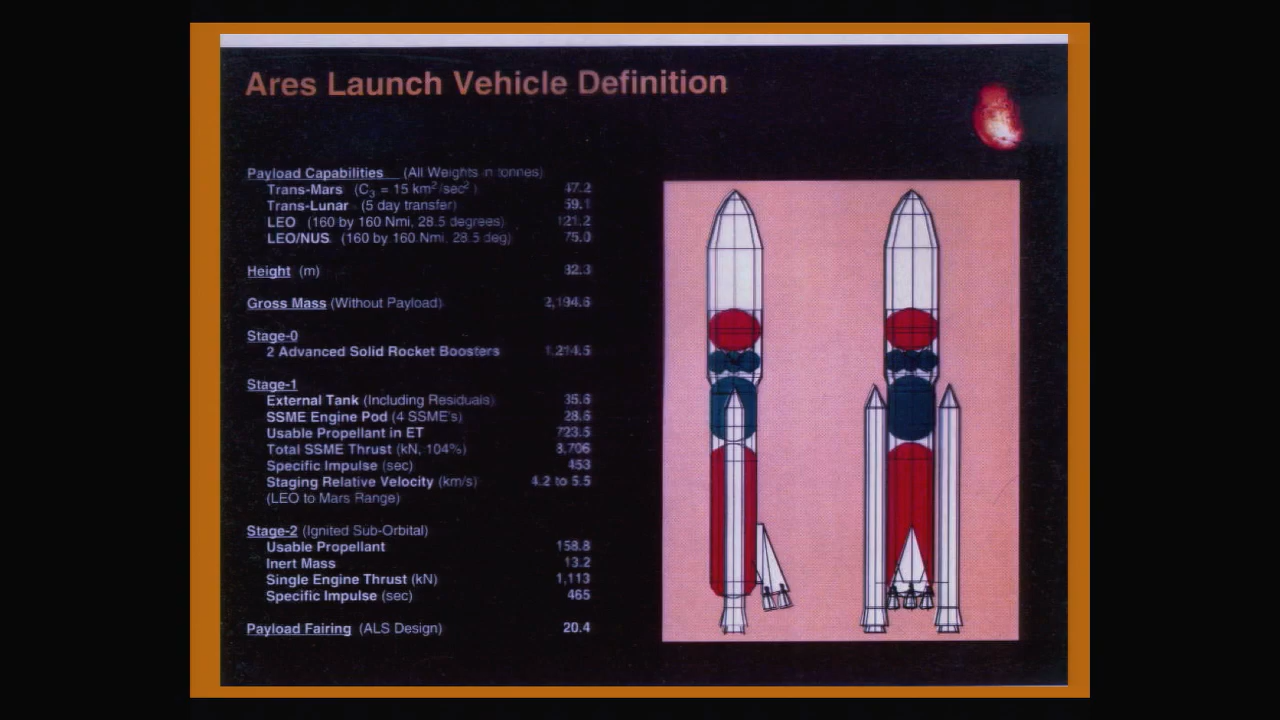 Ares Launch Vehicle Definition
Payload Capabilities (All Weights in tonnes)
Trans-Mars (C3 = 15 km2/sec2) 47.2
Trans-Lunar (5 day transfer) 59.1
LEO (160 by 160 Nmi, 28.5 degrees) 121.2
LEO/NUS (160 by 160 Nmi, 28.5 deg) 75.0
Height (m) 82.3
Gross Mass (Without Payload) 2,194.6
Stage-0
2 Advanced Solid Rocket Boosters 1,214.5
Stage-1
External Tank (Including Residuals) 35.6
SSME Engine Pod (4 SSME's) 28.6
Usable Propellant in ET 723.5
Total SSME Thrust (kN, 104%) 8,706
Specific Impulse (sec) 453
Staging Relative Velocity (km/s) 4.2 to 5.5
(LEO to Mars Range)
Stage-2 (Ignited Sub-Orbital)
Usable Propellant 158.8
Inert Mass 13.2
Single Engine Thrust (kN) 1,113
Specific Impulse (sec) 465
Payload Fairing (ALS Design) 20.4